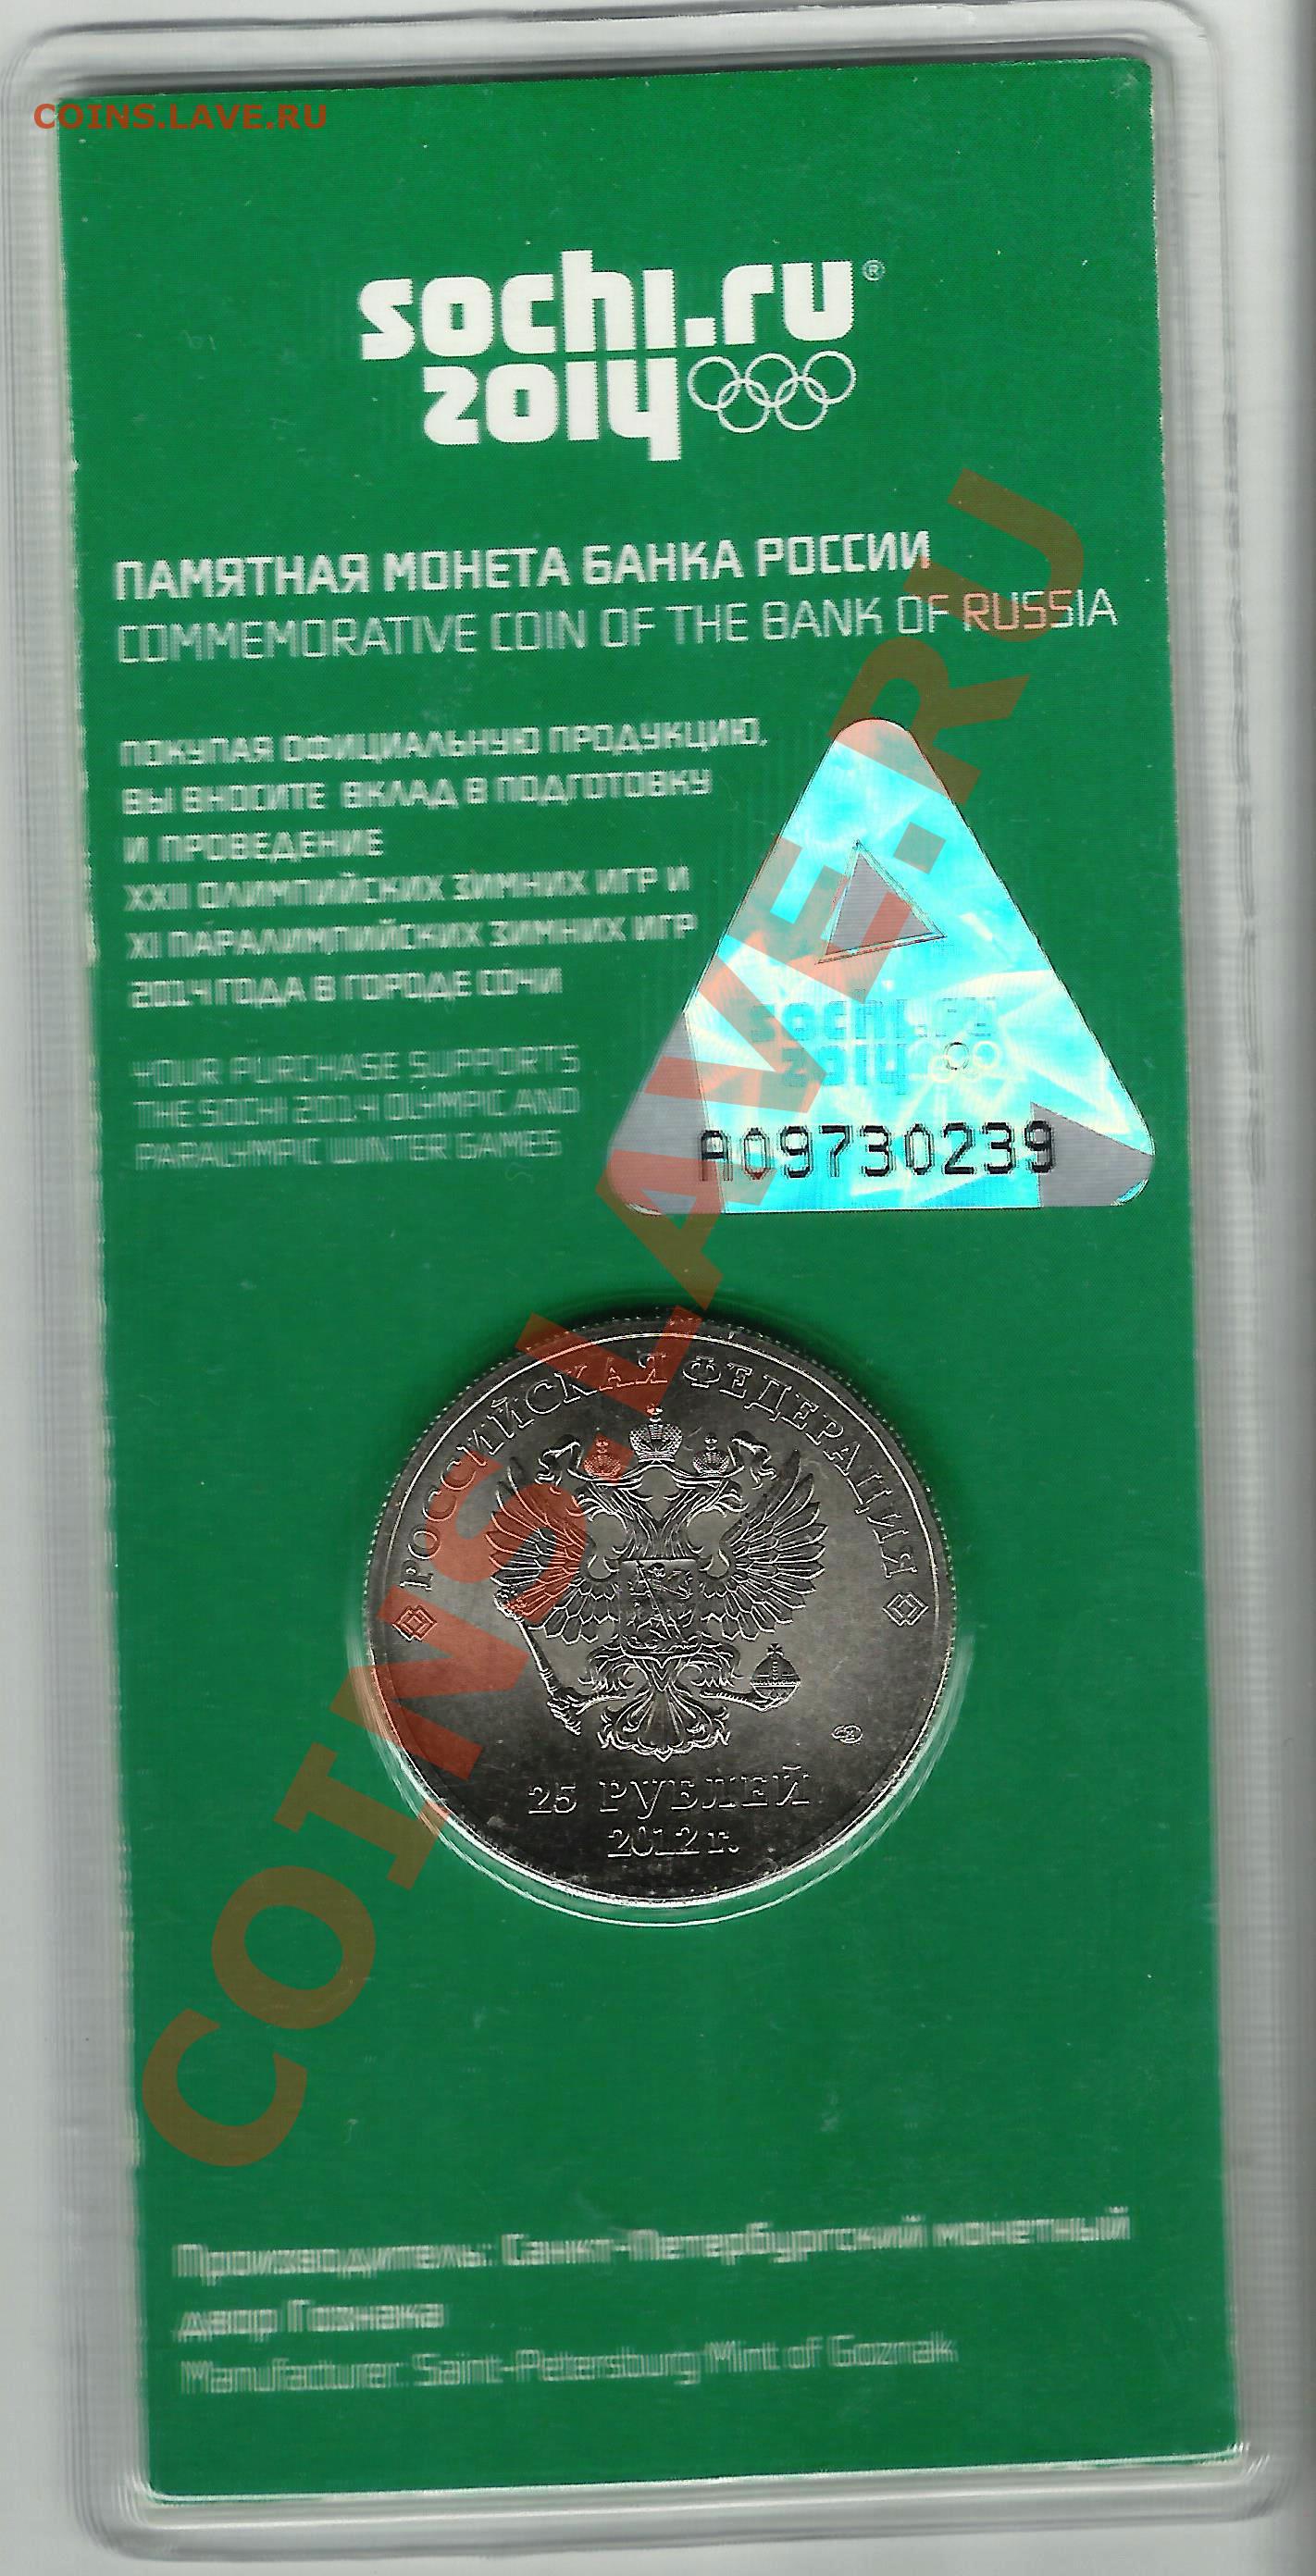 COINS.LAVE.RU
sochi.ru®
2014
ПАМЯТНАЯ МОНЕТА БАНКА РОССИИ
COMMEMORATIVE COIN OF THE BANK OF RUSSIA
ПОКУПАЯ ОФИЦИАЛЬНУЮ ПРОДУКЦИЮ,
ВЫ ВНОСИТЕ ВКЛАД В ПОДГОТОВКУ
И ПРОВЕДЕНИЕ
XXII ОЛИМПИЙСКИХ ЗИМНИХ ИГР И
XI ПАРАЛИМПИЙСКИХ ЗИМНИХ ИГР
2014 ГОДА В ГОРОДЕ СОЧИ
YOUR PURCHASE SUPPORTS
THE SOCHI 2014 OLYMPIC AND
PARALYMPIC WINTER GAMES
sochi.ru
2014
A09730239
РОССИЙСКАЯ ФЕДЕРАЦИЯ
25 РУБЛЕЙ
2012 г.
Производитель: Санкт-Петербургский монетный
двор Гознака
Manufacturer: Saint-Petersburg Mint of Goznak
COINS.LAVE.RU